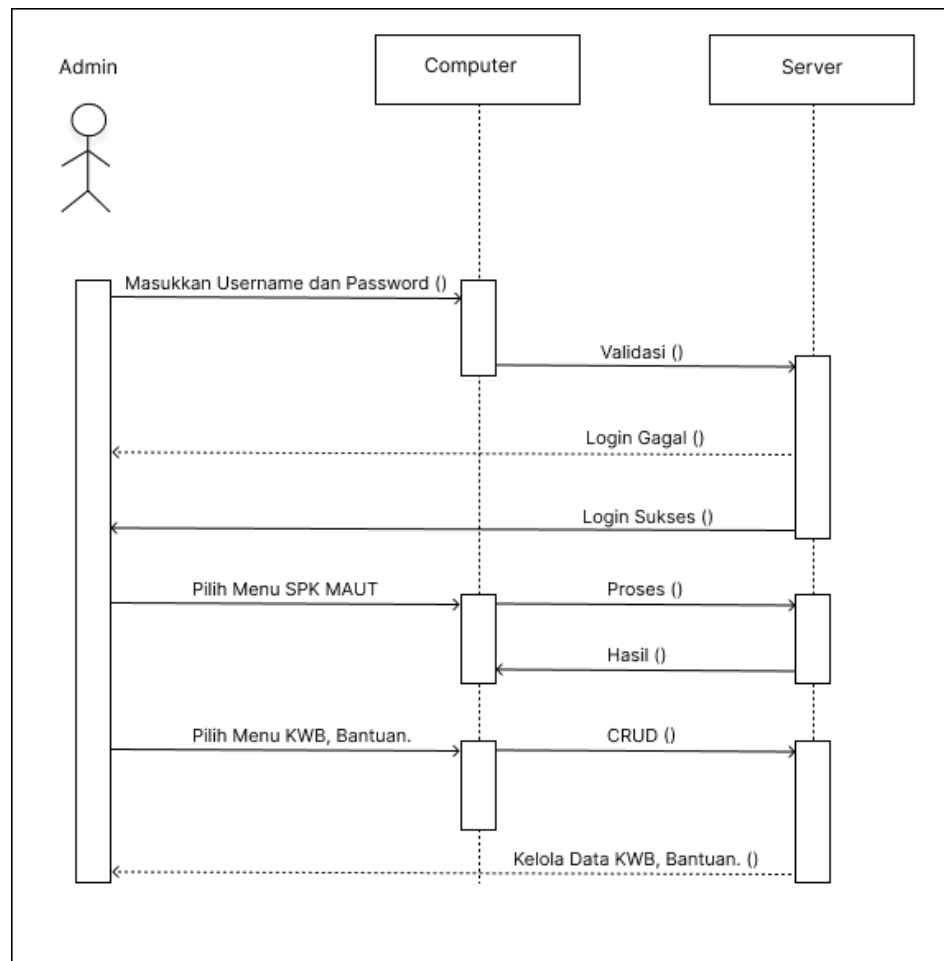 Admin
Computer
Server
Masukkan Username dan Password ()
Validasi ()
Login Gagal ()
Login Sukses ()
Pilih Menu SPK MAUT
Proses ()
Hasil ()
Pilih Menu KWB, Bantuan.
CRUD ()
Kelola Data KWB, Bantuan. ()